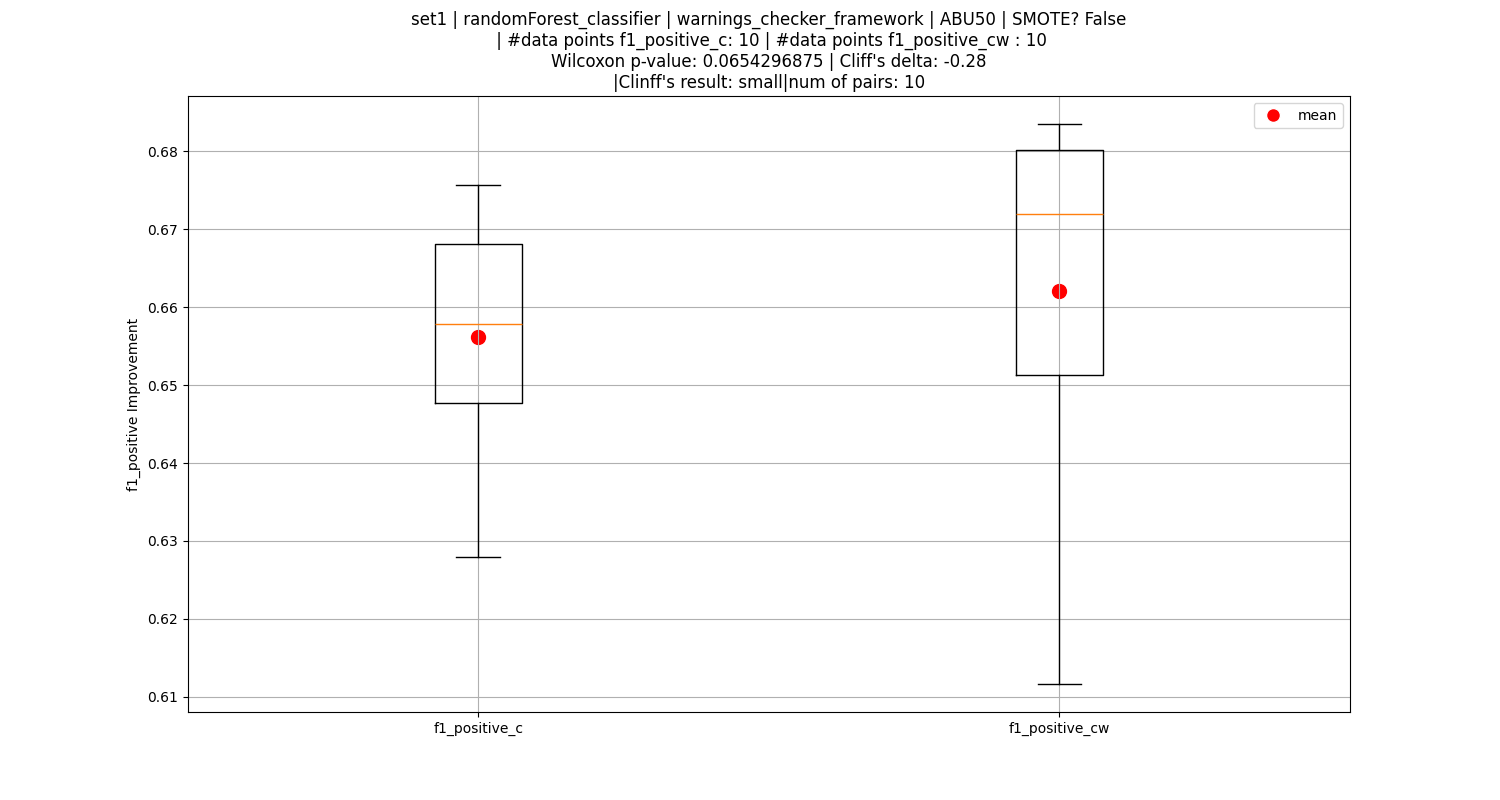 set1 | randomForest_classifier | warnings_checker_framework | ABU50 | SMOTE? False
| #data points f1_positive_c: 10 | #data points f1_positive_cw : 10
Wilcoxon p-value: 0.0654296875 | Cliff's delta: -0.28
|Clinff's result: small|num of pairs: 10
mean
0.68
0.67
0.66
0.65
0.64
0.63
0.62
0.61
f1_positive Improvement
f1_positive_c
f1_positive_cw